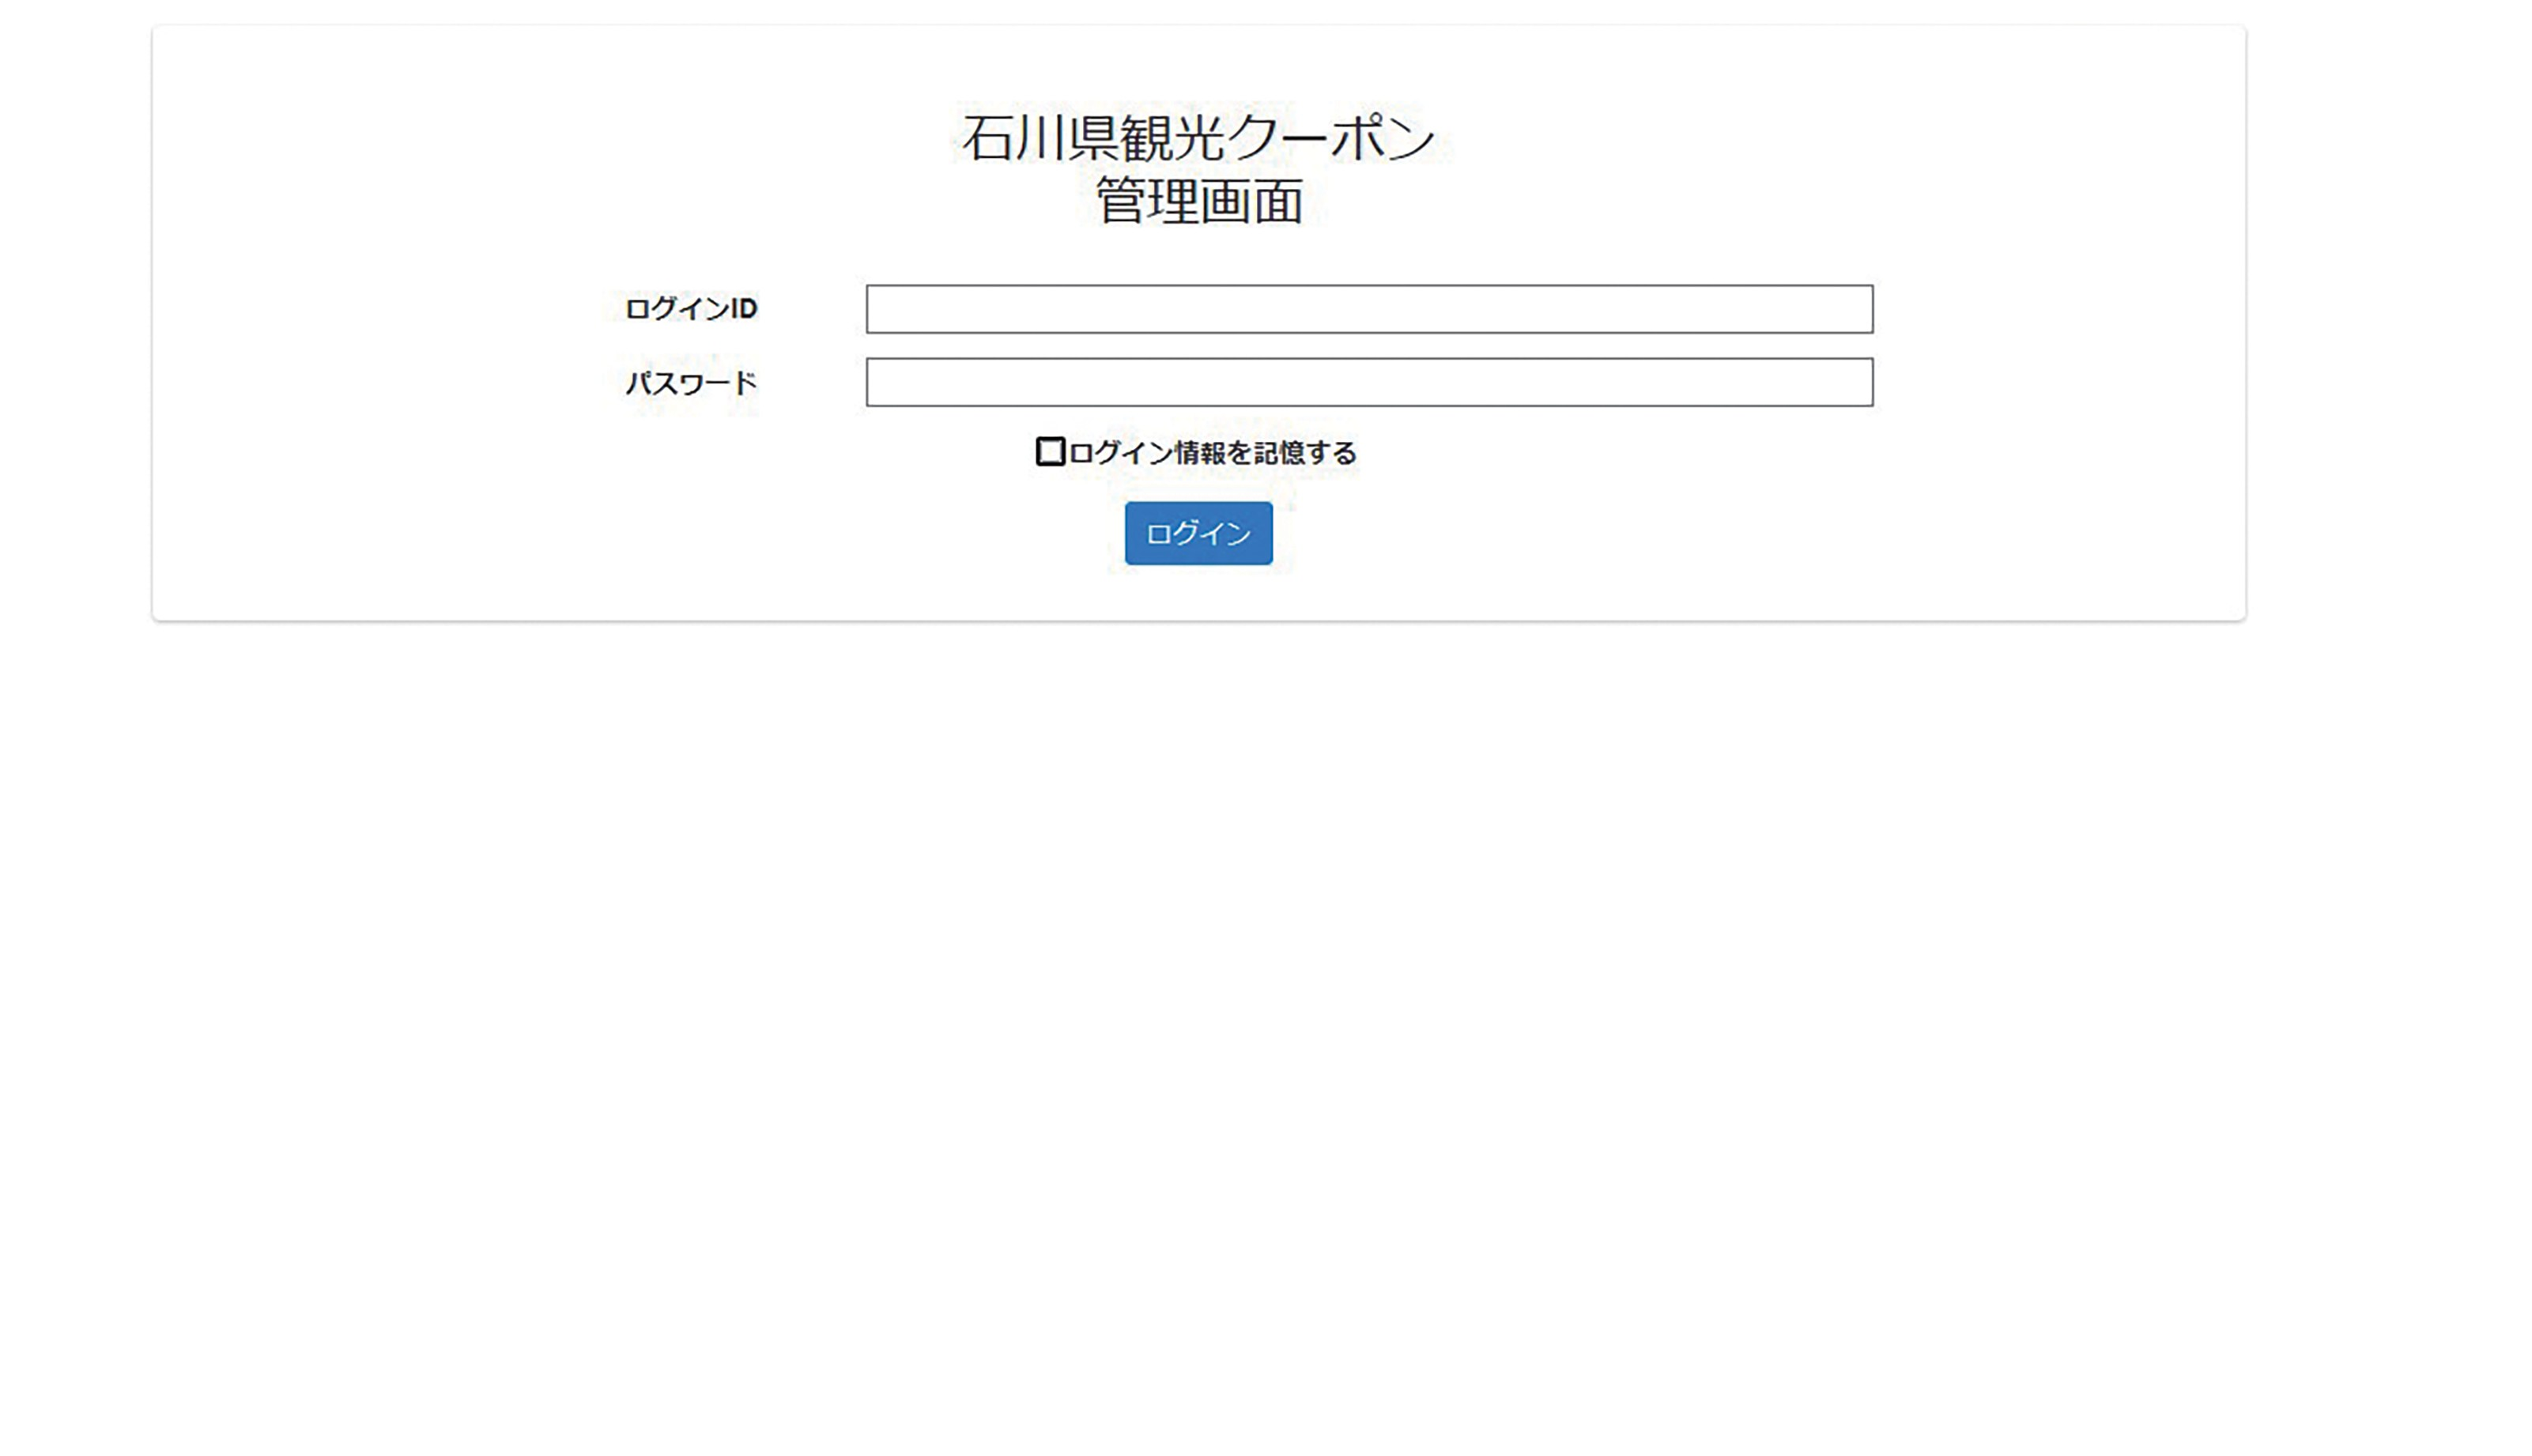 石川県観光クーポン
管理画面
ログインID
パスワード
ログイン情報を記憶する
ログイン